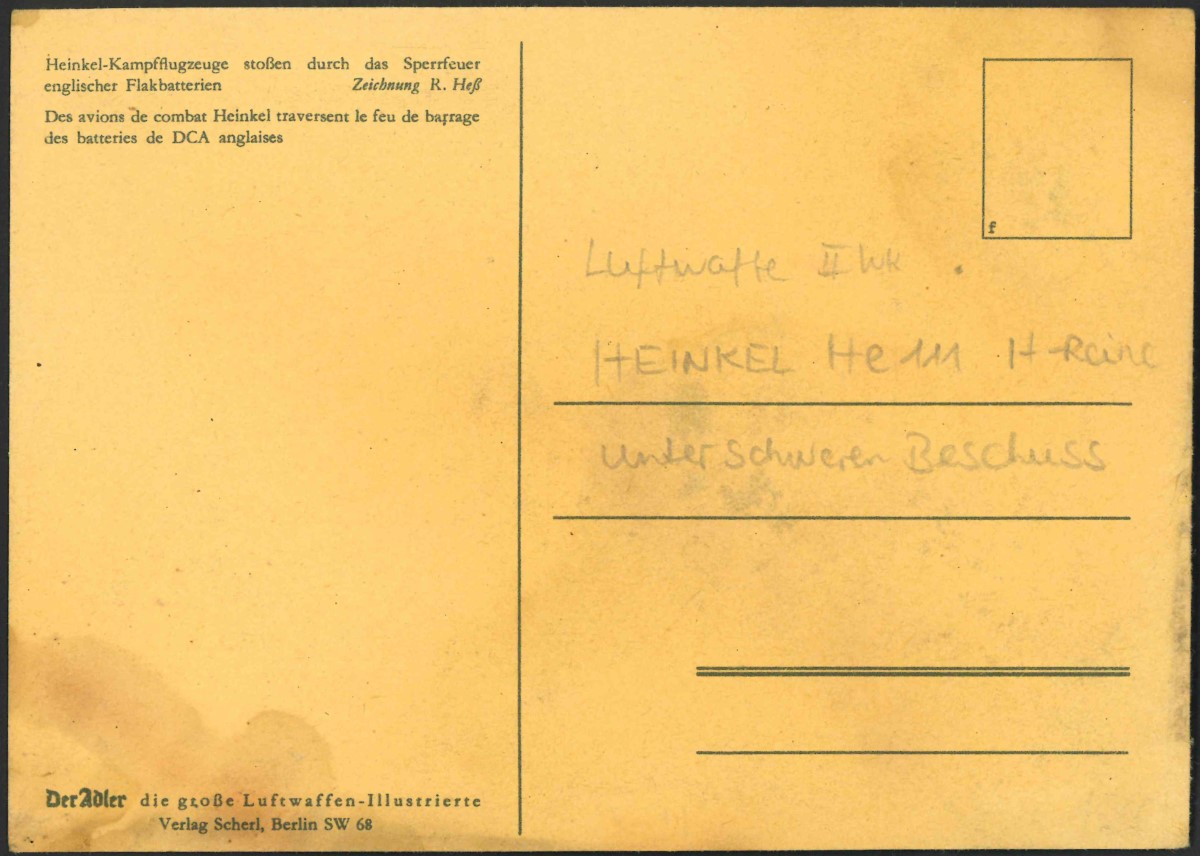 Heinkel-Kampfflugzeuge stoßen durch das Sperrfeuer
englischer Flakbatterien Zeichnung R. Heß
Des avions de combat Heinkel traversent le feu de barrage
des batteries de DCA anglaises
f
Luftwaffe II Wk
HEINKEL He 111 H-Reihe
unter schweren Beschuss
Der Adler die große Luftwaffen-Illustrierte
Verlag Scherl, Berlin SW 68